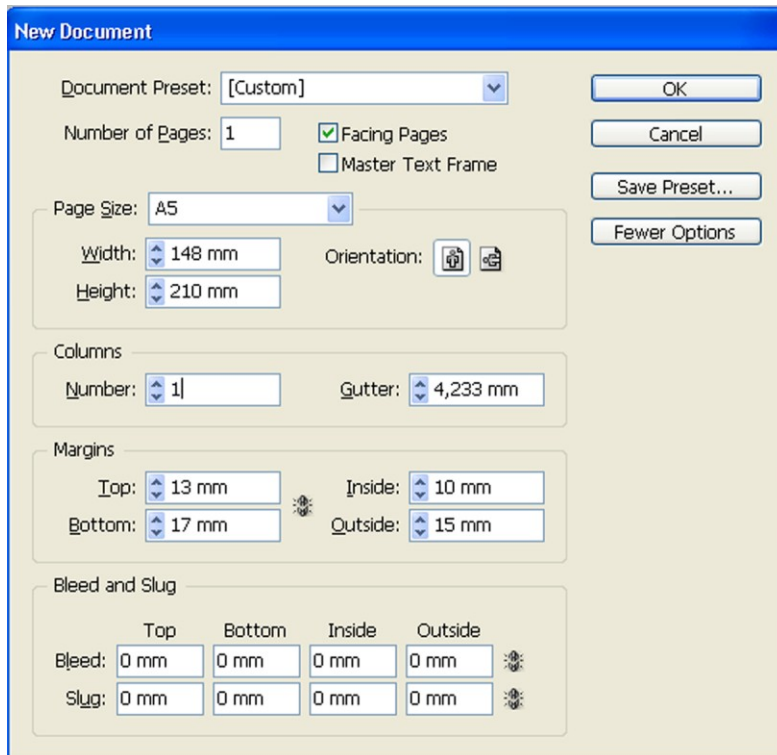 New Document
Document Preset: [Custom]
OK
Number of Pages: 1
Facing Pages
Cancel
Master Text Frame
Save Preset...
Page Size: A5
Fewer Options
Width: 148 mm
Orientation:
Height: 210 mm
Columns
Number: 1
Gutter: 4,233 mm
Margins
Top: 13 mm
Inside: 10 mm
Bottom: 17 mm
Outside: 15 mm
Bleed and Slug
Top Bottom Inside Outside
Bleed: 0 mm 0 mm 0 mm 0 mm
Slug: 0 mm 0 mm 0 mm 0 mm